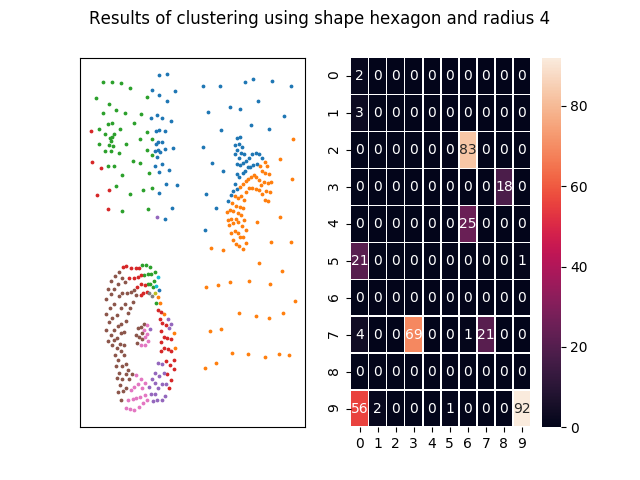 Results of clustering using shape hexagon and radius 4
0 2 0 0 0 0 0 0 0 0 0
1 3 0 0 0 0 0 0 0 0 0
2 0 0 0 0 0 0 83 0 0 0
3 0 0 0 0 0 0 0 0 18 0
4 0 0 0 0 0 0 25 0 0 0
5 21 0 0 0 0 0 0 0 0 1
6 0 0 0 0 0 0 0 0 0 0
7 4 0 0 69 0 0 1 21 0 0
8 0 0 0 0 0 0 0 0 0 0
9 56 2 0 0 0 1 0 0 0 92
0 1 2 3 4 5 6 7 8 9
80
60
40
20
0